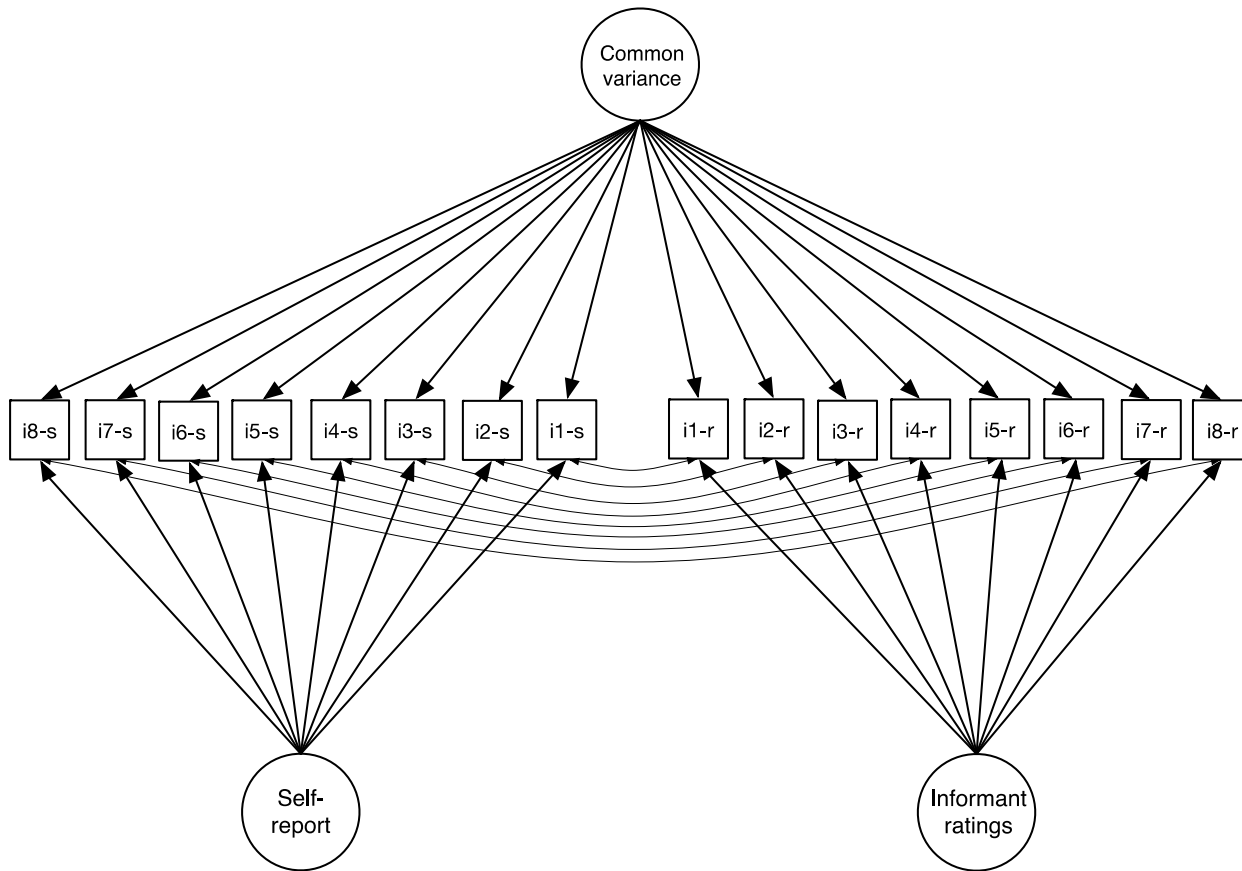 Common
variance
i8-s
i7-s
i6-s
i5-s
i4-s
i3-s
i2-s
i1-s
i1-r
i2-r
i3-r
i4-r
i5-r
i6-r
i7-r
i8-r
Self-
report
Informant
ratings